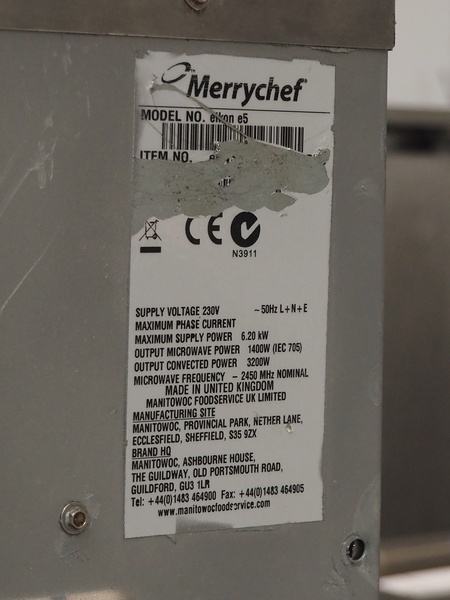 Merrychef
MODEL NO. eikon e5
ITEM NO.
CE
N3911
SUPPLY VOLTAGE 230V ~ 50Hz L+N+E
MAXIMUM PHASE CURRENT
MAXIMUM SUPPLY POWER 6.20 kW
OUTPUT MICROWAVE POWER 1400W (IEC 705)
OUTPUT CONVECTED POWER 3200W
MICROWAVE FREQUENCY – 2450 MHz NOMINAL
MADE IN UNITED KINGDOM
MANITOWOC FOODSERVICE UK LIMITED
MANUFACTURING SITE
MANITOWOC, PROVINCIAL PARK, NETHER LANE,
ECCLESFIELD, SHEFFIELD, S35 9ZX
BRAND HQ
MANITOWOC, ASHBOURNE HOUSE,
THE GUILDWAY, OLD PORTSMOUTH ROAD,
GUILDFORD, GU3 1LR
Tel: +44(0)1483 464900 Fax: +44(0)1483 464905
www.manitowocfoodservice.com